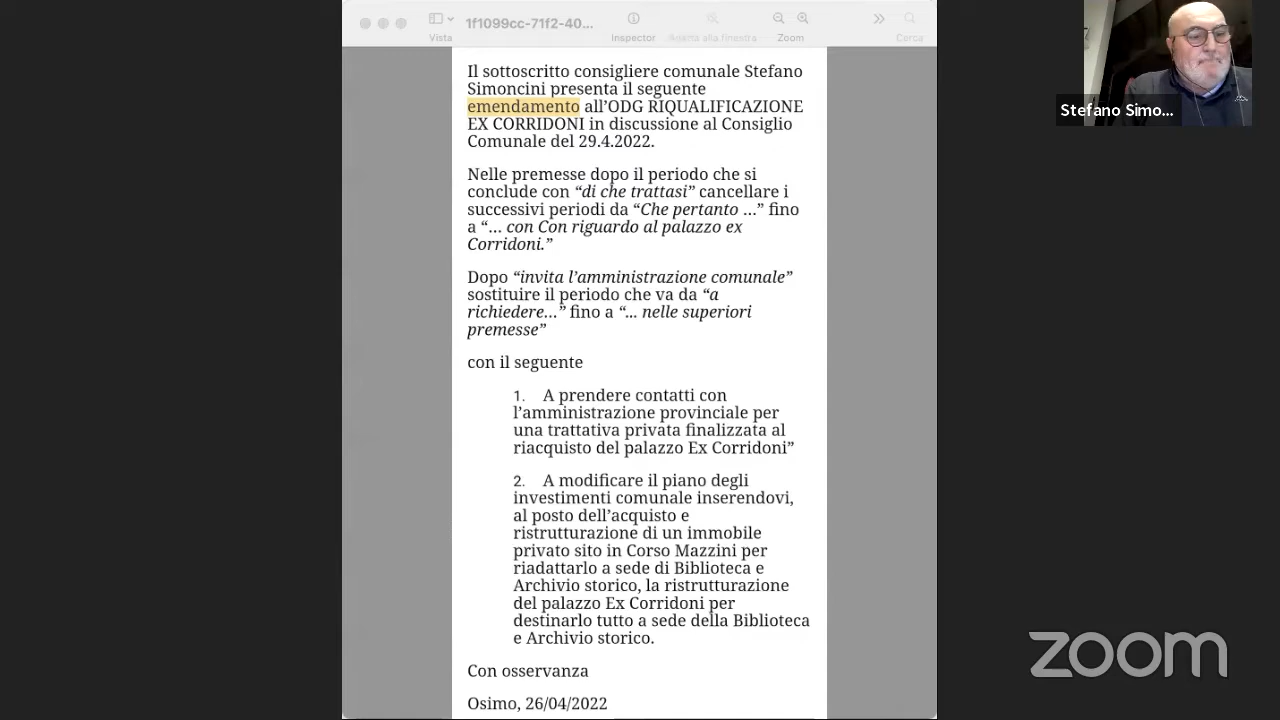 1f1099cc-71f2-40...
Vista
Inspector
Adatta alla finestra
Zoom
Cerca
Il sottoscritto consigliere comunale Stefano
Simoncini presenta il seguente
emendamento all’ODG RIQUALIFICAZIONE
EX CORRIDONI in discussione al Consiglio
Comunale del 29.4.2022.
Nelle premesse dopo il periodo che si
conclude con “di che trattasi” cancellare i
successivi periodi da “Che pertanto …” fino
a “… con Con riguardo al palazzo ex
Corridoni.”
Dopo “invita l’amministrazione comunale”
sostituire il periodo che va da “a
richiedere…” fino a “... nelle superiori
premesse”
con il seguente
1. A prendere contatti con
l’amministrazione provinciale per
una trattativa privata finalizzata al
riacquisto del palazzo Ex Corridoni”
2. A modificare il piano degli
investimenti comunale inserendovi,
al posto dell’acquisto e
ristrutturazione di un immobile
privato sito in Corso Mazzini per
riadattarlo a sede di Biblioteca e
Archivio storico, la ristrutturazione
del palazzo Ex Corridoni per
destinarlo tutto a sede della Biblioteca
e Archivio storico.
Con osservanza
Osimo, 26/04/2022
Stefano Simo...
zoom